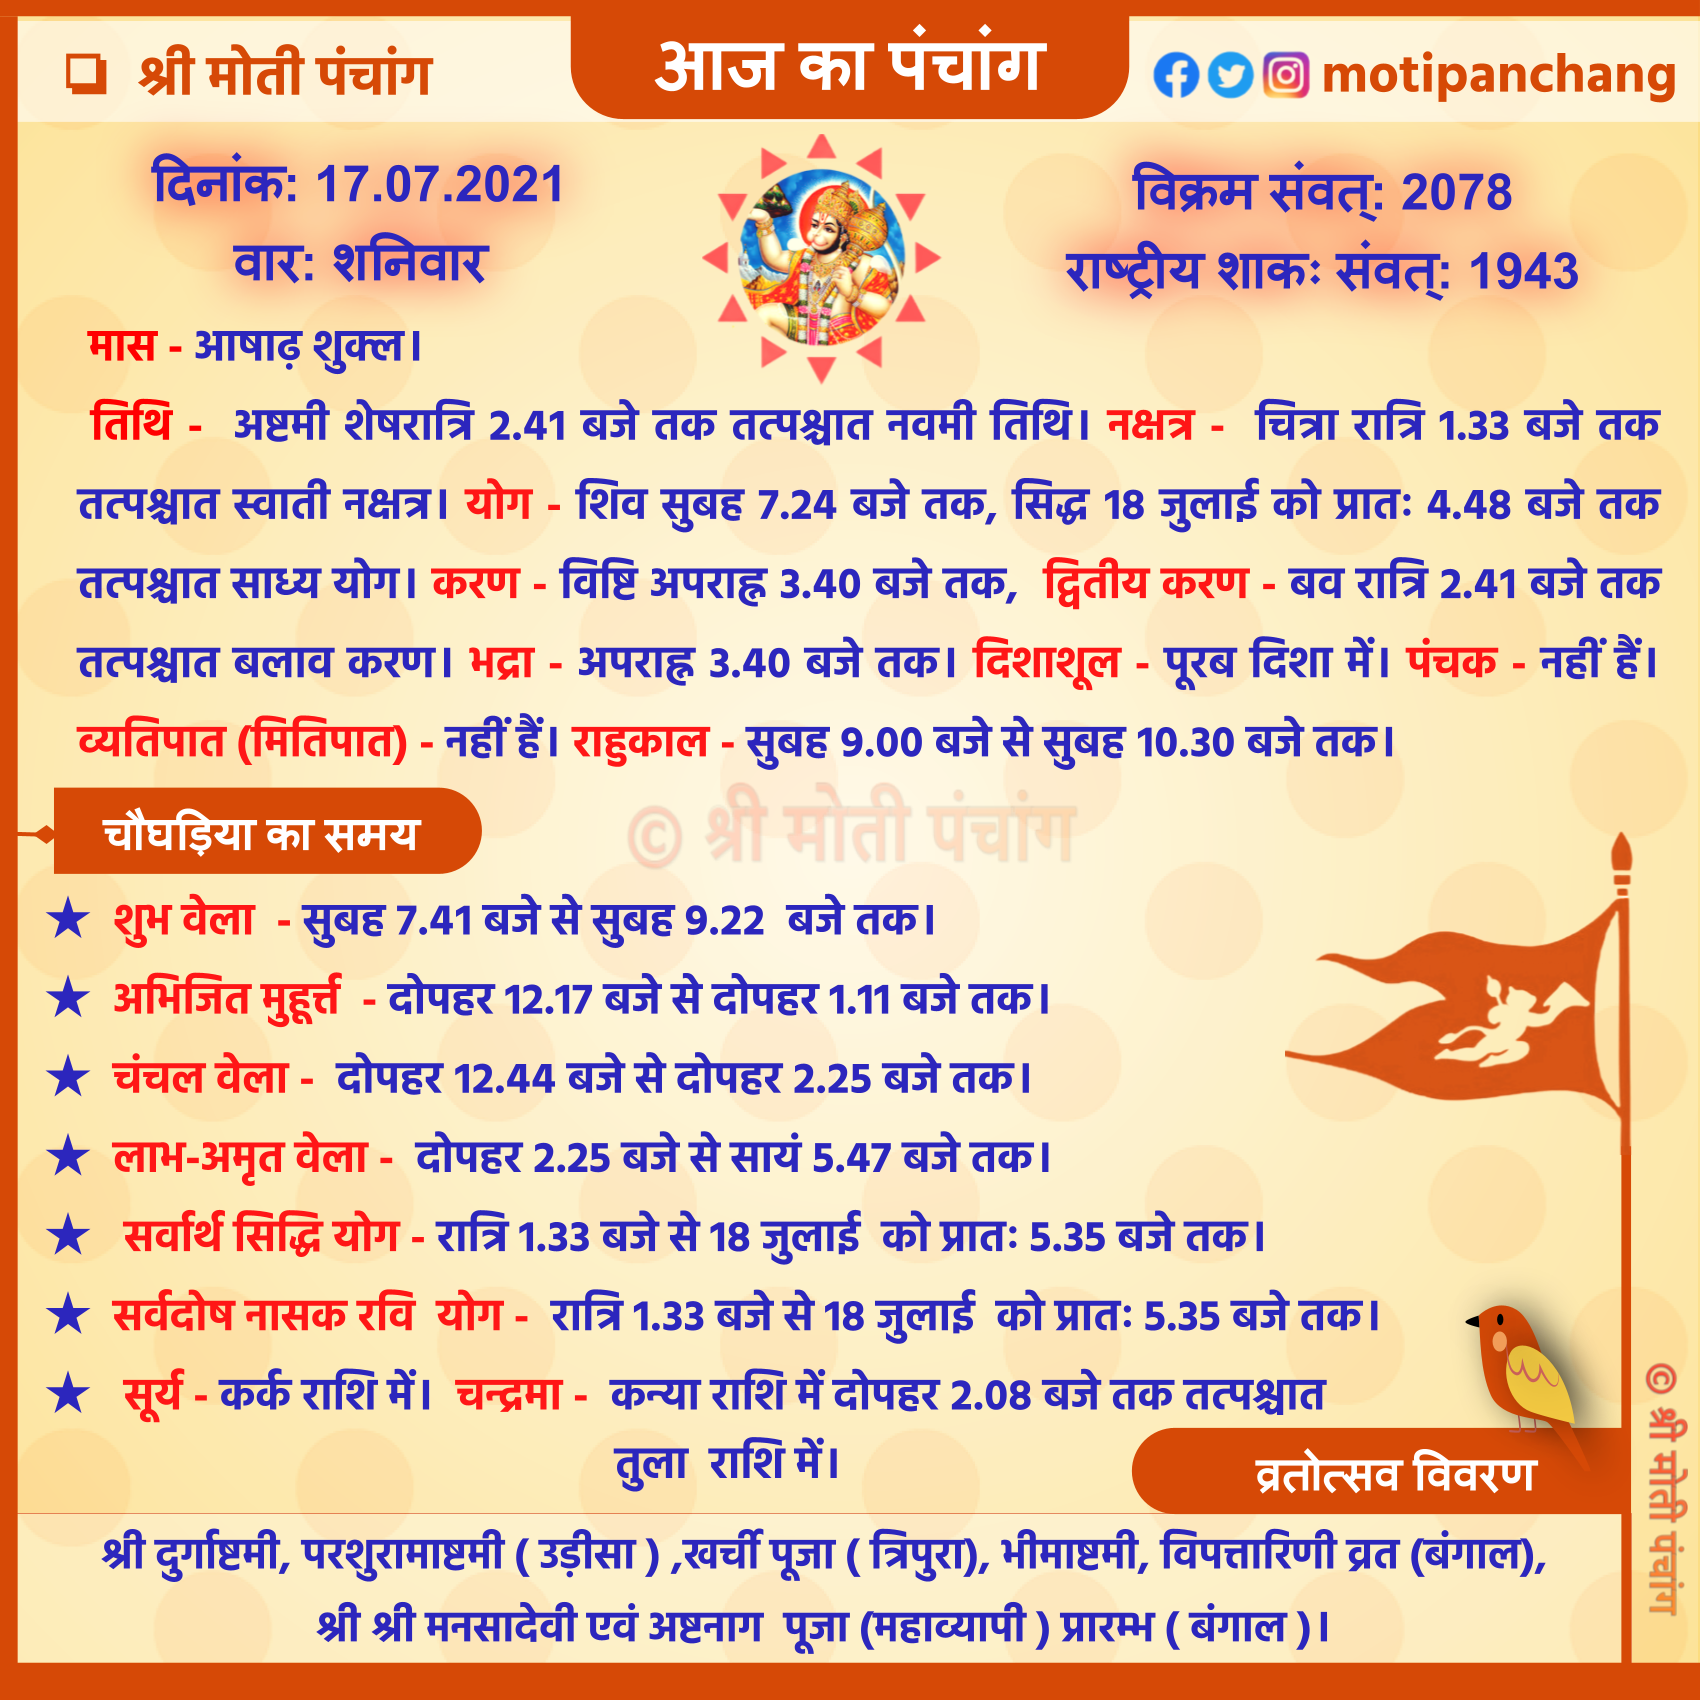 ❏ श्री मोती पंचांग
आज का पंचांग
motipanchang
दिनांक: 17.07.2021
वार: शनिवार
विक्रम संवत्: 2078
राष्ट्रीय शाकः संवत्: 1943
मास - आषाढ़ शुक्ल।
तिथि - अष्टमी शेषरात्रि 2.41 बजे तक तत्पश्चात नवमी तिथि। नक्षत्र - चित्रा रात्रि 1.33 बजे तक
तत्पश्चात स्वाती नक्षत्र। योग - शिव सुबह 7.24 बजे तक, सिद्ध 18 जुलाई को प्रातः 4.48 बजे तक
तत्पश्चात साध्य योग। करण - विष्टि अपराह्न 3.40 बजे तक, द्वितीय करण - बव रात्रि 2.41 बजे तक
तत्पश्चात बलाव करण। भद्रा - अपराह्न 3.40 बजे तक। दिशाशूल - पूरब दिशा में। पंचक - नहीं हैं।
व्यतिपात (मितिपात) - नहीं हैं। राहुकाल - सुबह 9.00 बजे से सुबह 10.30 बजे तक।
© श्री मोती पंचांग
चौघड़िया का समय
★ शुभ वेला - सुबह 7.41 बजे से सुबह 9.22 बजे तक।
★ अभिजित मुहूर्त्त - दोपहर 12.17 बजे से दोपहर 1.11 बजे तक।
★ चंचल वेला - दोपहर 12.44 बजे से दोपहर 2.25 बजे तक।
★ लाभ-अमृत वेला - दोपहर 2.25 बजे से सायं 5.47 बजे तक।
★ सर्वार्थ सिद्धि योग - रात्रि 1.33 बजे से 18 जुलाई को प्रातः 5.35 बजे तक।
★ सर्वदोष नासक रवि योग - रात्रि 1.33 बजे से 18 जुलाई को प्रातः 5.35 बजे तक।
★ सूर्य - कर्क राशि में। चन्द्रमा - कन्या राशि में दोपहर 2.08 बजे तक तत्पश्चात
तुला राशि में।
व्रतोत्सव विवरण
© श्री मोती पंचांग
श्री दुर्गाष्टमी, परशुरामाष्टमी ( उड़ीसा ) ,खर्ची पूजा ( त्रिपुरा), भीमाष्टमी, विपत्तारिणी व्रत (बंगाल),
श्री श्री मनसादेवी एवं अष्टनाग पूजा (महाव्यापी ) प्रारम्भ ( बंगाल )।